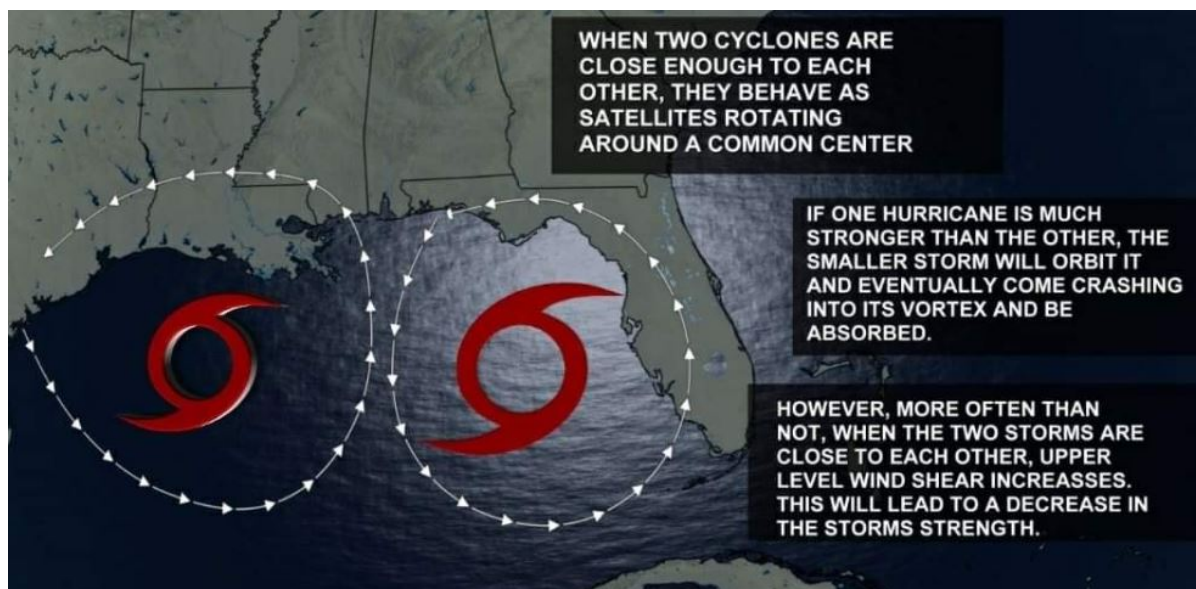 WHEN TWO CYCLONES ARE
CLOSE ENOUGH TO EACH
OTHER, THEY BEHAVE AS
SATELLITES ROTATING
AROUND A COMMON CENTER
IF ONE HURRICANE IS MUCH
STRONGER THAN THE OTHER, THE
SMALLER STORM WILL ORBIT IT
AND EVENTUALLY COME CRASHING
INTO ITS VORTEX AND BE
ABSORBED.
HOWEVER, MORE OFTEN THAN
NOT, WHEN THE TWO STORMS ARE
CLOSE TO EACH OTHER, UPPER
LEVEL WIND SHEAR INCREASSES.
THIS WILL LEAD TO A DECREASE IN
THE STORMS STRENGTH.